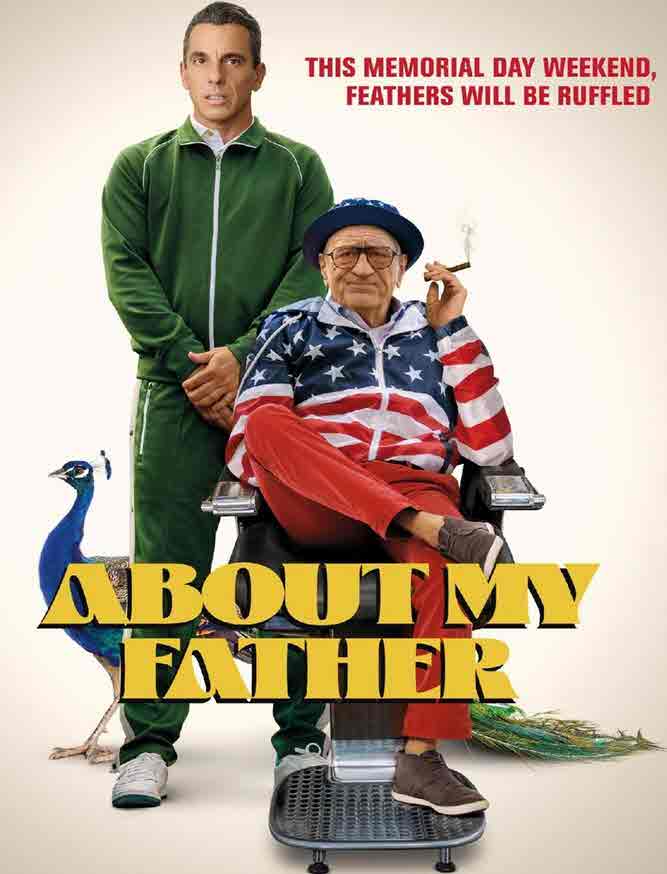 THIS MEMORIAL DAY WEEKEND,
FEATHERS WILL BE RUFFLED
ABOUT MY
FATHER